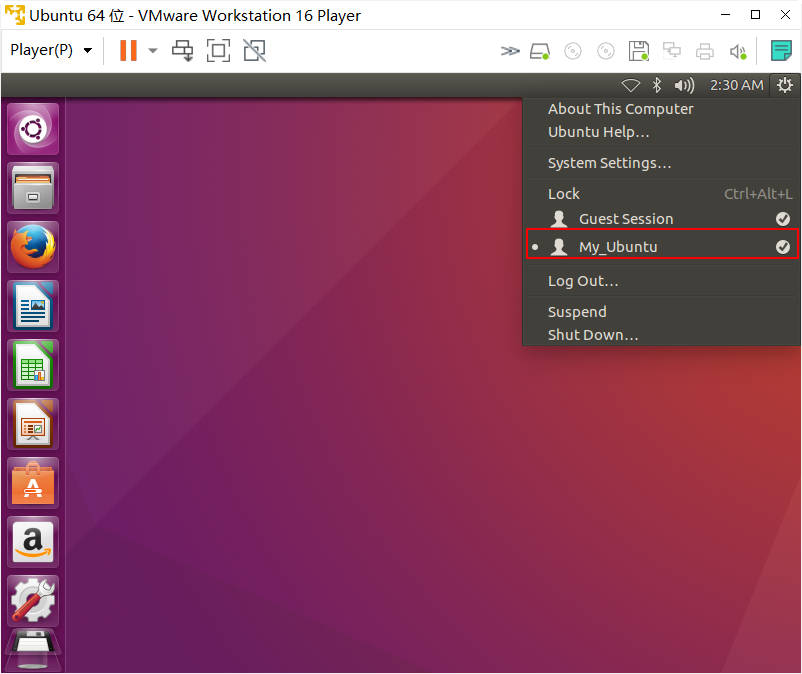 Ubuntu 64 位 - VMware Workstation 16 Player
Player(P)
2:30 AM
About This Computer
Ubuntu Help…
System Settings…
Lock Ctrl+Alt+L
Guest Session
My_Ubuntu
Log Out…
Suspend
Shut Down…